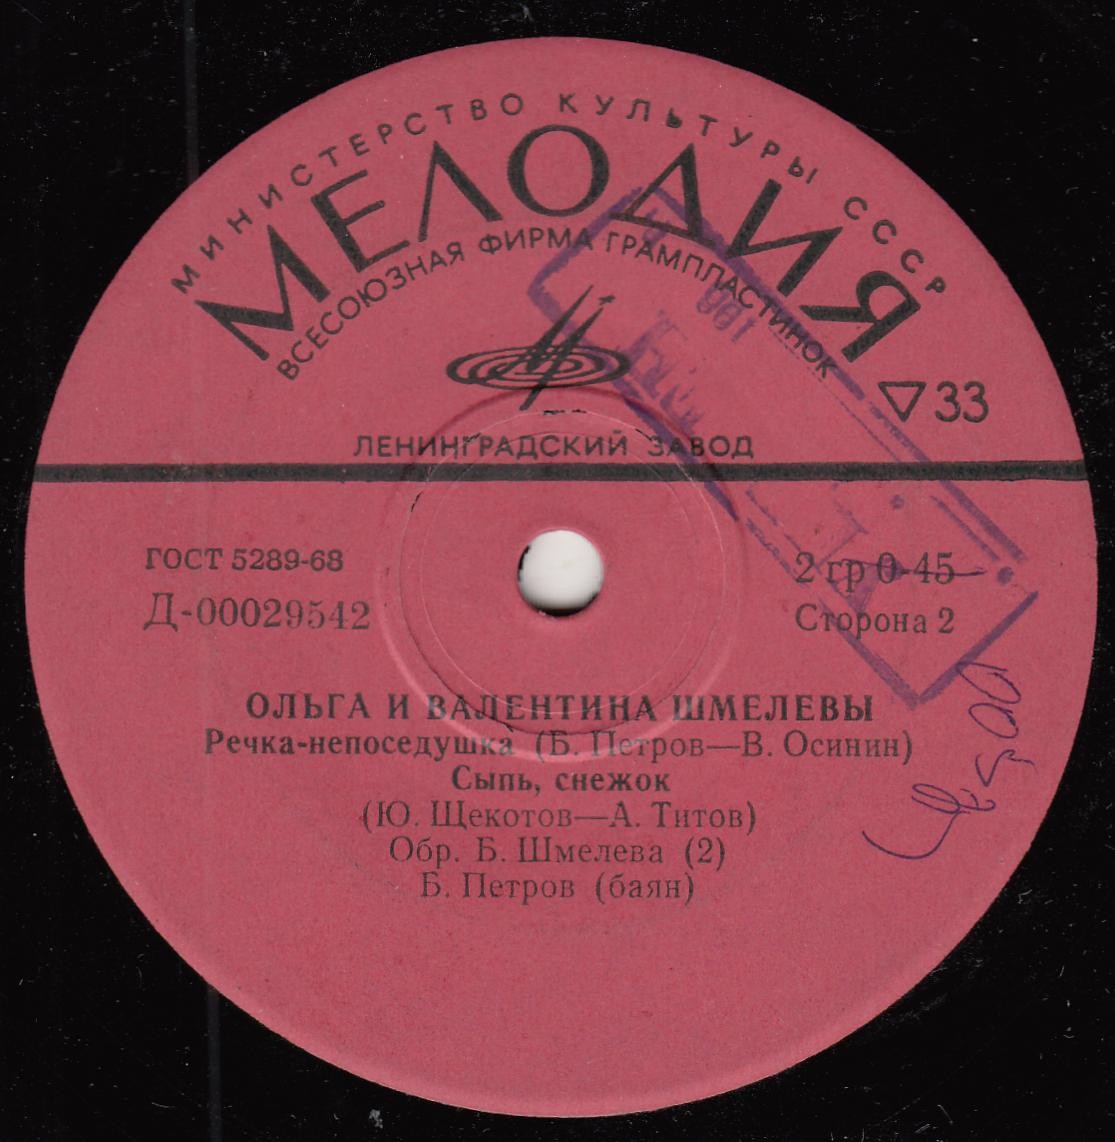 МИНИСТЕРСТВО КУЛЬТУРЫ СССР
МЕЛОДИЯ
ВСЕСОЮЗНАЯ ФИРМА ГРАМПЛАСТИНОК
33
ЛЕНИНГРАДСКИЙ ЗАВОД
ГОСТ 5289-68
2 гр 0-45
Д-00029542
Сторона 2
ОЛЬГА И ВАЛЕНТИНА ШМЕЛЕВЫ
Речка-непоседушка (Б. Петров—В. Осинин)
Сыпь, снежок
(Ю. Щекотов—А. Титов)
Обр. Б. Шмелева (2)
Б. Петров (баян)